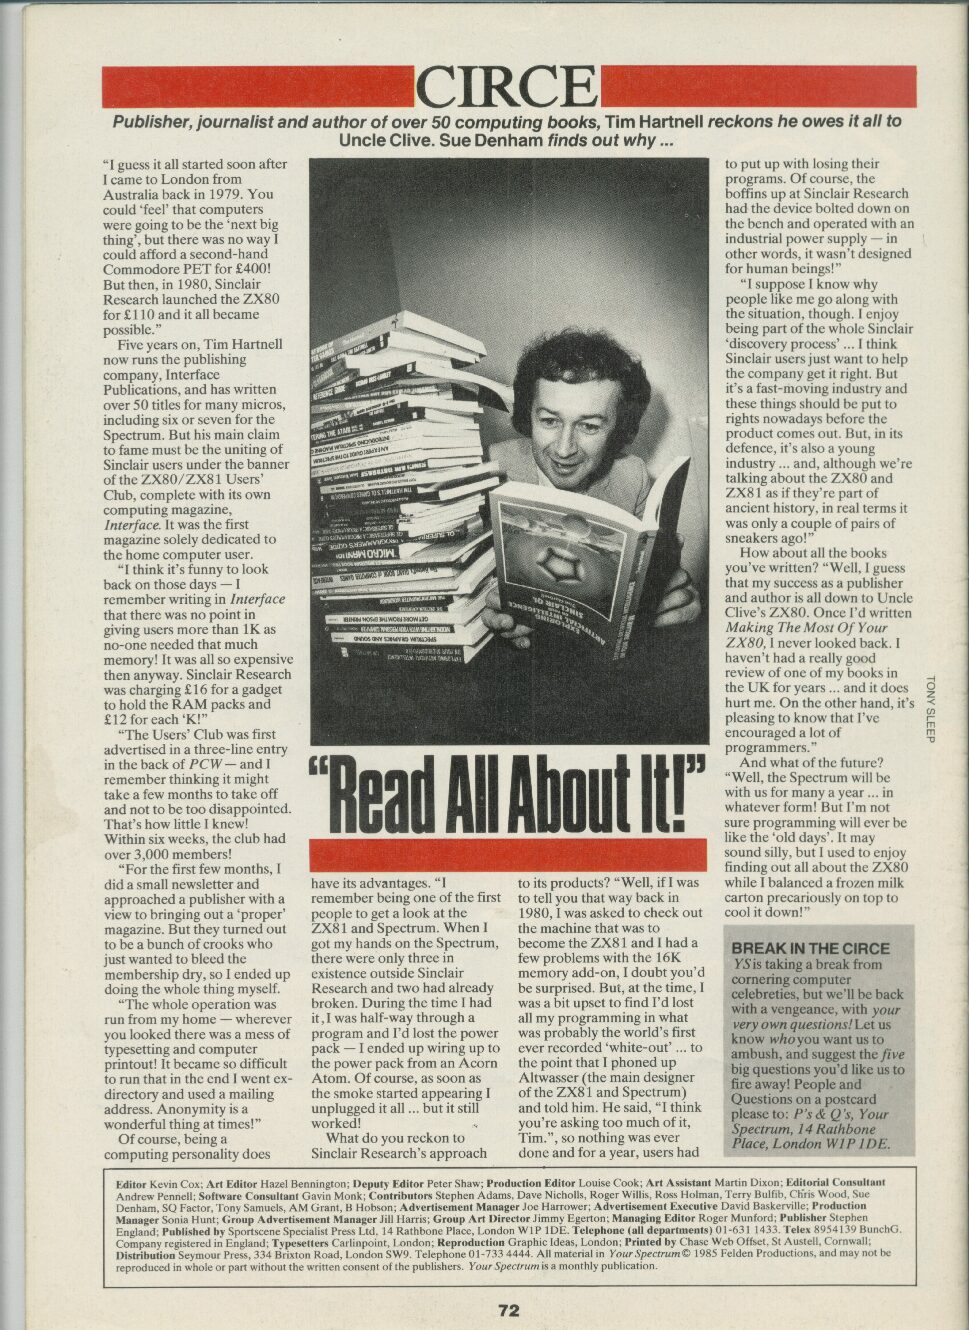 CIRCE
Publisher, journalist and author of over 50 computing books, Tim Hartnell reckons he owes it all to
Uncle Clive. Sue Denham finds out why ...
“I guess it all started soon after
I came to London from
Australia back in 1979. You
could ‘feel’ that computers
were going to be the ‘next big
thing’, but there was no way I
could afford a second-hand
Commodore PET for £400!
But then, in 1980, Sinclair
Research launched the ZX80
for £110 and it all became
possible.”
Five years on, Tim Hartnell
now runs the publishing
company, Interface
Publications, and has written
over 50 titles for many micros,
including six or seven for the
Spectrum. But his main claim
to fame must be the uniting of
Sinclair users under the banner
of the ZX80/ZX81 Users’
Club, complete with its own
computing magazine,
Interface. It was the first
magazine solely dedicated to
the home computer user.
“I think it’s funny to look
back on those days — I
remember writing in Interface
that there was no point in
giving users more than 1K as
no-one needed that much
memory! It was all so expensive
then anyway. Sinclair Research
was charging £16 for a gadget
to hold the RAM packs and
£12 for each ‘K!”
“The Users’ Club was first
advertised in a three-line entry
in the back of PCW — and I
remember thinking it might
take a few months to take off
and not to be too disappointed.
That’s how little I knew!
Within six weeks, the club had
over 3,000 members!
“For the first few months, I
did a small newsletter and
approached a publisher with a
view to bringing out a ‘proper’
magazine. But they turned out
to be a bunch of crooks who
just wanted to bleed the
membership dry, so I ended up
doing the whole thing myself.
“The whole operation was
run from my home — wherever
you looked there was a mess of
typesetting and computer
printout! It became so difficult
to run that in the end I went ex-
directory and used a mailing
address. Anonymity is a
wonderful thing at times!”
Of course, being a
computing personality does
“Read All About It!”
have its advantages. “I
remember being one of the first
people to get a look at the
ZX81 and Spectrum. When I
got my hands on the Spectrum,
there were only three in
existence outside Sinclair
Research and two had already
broken. During the time I had
it, I was half-way through a
program and I’d lost the power
pack — I ended up wiring up to
the power pack from an Acorn
Atom. Of course, as soon as
the smoke started appearing I
unplugged it all ... but it still
worked!
What do you reckon to
Sinclair Research’s approach
to its products? “Well, if I was
to tell you that way back in
1980, I was asked to check out
the machine that was to
become the ZX81 and I had a
few problems with the 16K
memory add-on, I doubt you’d
be surprised. But, at the time, I
was a bit upset to find I’d lost
all my programming in what
was probably the world’s first
ever recorded ‘white-out’ ... to
the point that I phoned up
Altwasser (the main designer
of the ZX81 and Spectrum)
and told him. He said, “I think
you’re asking too much of it,
Tim.”, so nothing was ever
done and for a year, users had
to put up with losing their
programs. Of course, the
boffins up at Sinclair Research
had the device bolted down on
the bench and operated with an
industrial power supply — in
other words, it wasn’t designed
for human beings!”
“I suppose I know why
people like me go along with
the situation, though. I enjoy
being part of the whole Sinclair
‘discovery process’ ... I think
Sinclair users just want to help
the company get it right. But
it’s a fast-moving industry and
these things should be put to
rights nowadays before the
product comes out. But, in its
defence, it’s also a young
industry ... and, although we’re
talking about the ZX80 and
ZX81 as if they’re part of
ancient history, in real terms it
was only a couple of pairs of
sneakers ago!”
How about all the books
you’ve written? “Well, I guess
that my success as a publisher
and author is all down to Uncle
Clive’s ZX80. Once I’d written
Making The Most Of Your
ZX80, I never looked back. I
haven’t had a really good
review of one of my books in
the UK for years ... and it does
hurt me. On the other hand, it’s
pleasing to know that I’ve
encouraged a lot of
programmers.”
And what of the future?
“Well, the Spectrum will be
with us for many a year ... in
whatever form! But I’m not
sure programming will ever be
like the ‘old days’. It may
sound silly, but I used to enjoy
finding out all about the ZX80
while I balanced a frozen milk
carton precariously on top to
cool it down!”
TONY SLEEP
BREAK IN THE CIRCE
YS is taking a break from
cornering computer
celebreties, but we’ll be back
with a vengeance, with your
very own questions! Let us
know who you want us to
ambush, and suggest the five
big questions you’d like us to
fire away! People and
Questions on a postcard
please to: P’s & Q’s, Your
Spectrum, 14 Rathbone
Place, London W1P 1DE.
Editor Kevin Cox; Art Editor Hazel Bennington; Deputy Editor Peter Shaw; Production Editor Louise Cook; Art Assistant Martin Dixon; Editorial Consultant
Andrew Pennell; Software Consultant Gavin Monk; Contributors Stephen Adams, Dave Nicholls, Roger Willis, Ross Holman, Terry Bulfib, Chris Wood, Sue
Denham, SQ Factor, Tony Samuels, AM Grant, B Hobson; Advertisement Manager Joe Harrower; Advertisement Executive David Baskerville; Production
Manager Sonia Hunt; Group Advertisement Manager Jill Harris; Group Art Director Jimmy Egerton; Managing Editor Roger Munford; Publisher Stephen
England; Published by Sportscene Specialist Press Ltd, 14 Rathbone Place, London W1P 1DE. Telephone (all departments) 01-631 1433. Telex 8954139 BunchG.
Company registered in England; Typesetters Carlinpoint, London; Reproduction Graphic Ideas, London; Printed by Chase Web Offset, St Austell, Cornwall;
Distribution Seymour Press, 334 Brixton Road, London SW9. Telephone 01-733 4444. All material in Your Spectrum © 1985 Felden Productions, and may not be
reproduced in whole or part without the written consent of the publishers. Your Spectrum is a monthly publication.
72